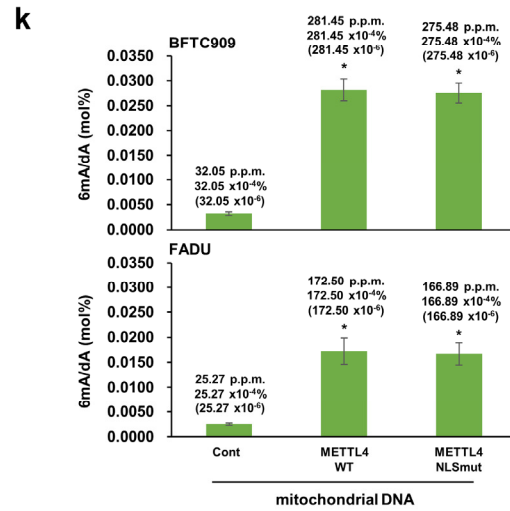 k
BFTC909
281.45 p.p.m.
281.45 x10⁻⁴%
(281.45 x10⁻⁶)
*
275.48 p.p.m.
275.48 x10⁻⁴%
(275.48 x10⁻⁶)
*
32.05 p.p.m.
32.05 x10⁻⁴%
(32.05 x10⁻⁶)
6mA/dA (mol%)
0.0350
0.0300
0.0250
0.0200
0.0150
0.0100
0.0050
0.0000
FADU
172.50 p.p.m.
172.50 x10⁻⁴%
(172.50 x10⁻⁶)
*
166.89 p.p.m.
166.89 x10⁻⁴%
(166.89 x10⁻⁶)
*
25.27 p.p.m.
25.27 x10⁻⁴%
(25.27 x10⁻⁶)
6mA/dA (mol%)
0.0350
0.0300
0.0250
0.0200
0.0150
0.0100
0.0050
0.0000
Cont
METTL4
WT
METTL4
NLSmut
mitochondrial DNA